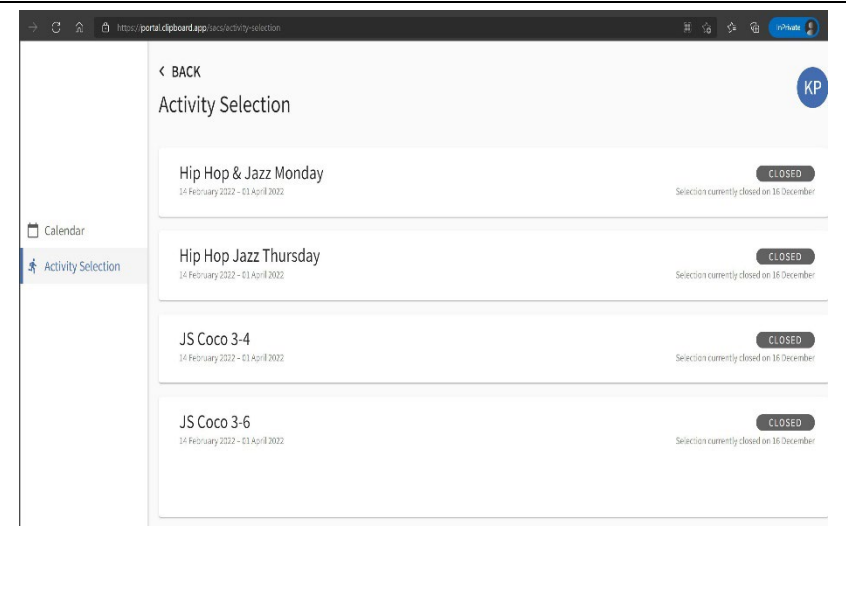 https://portal.clipboard.app/sacs/activity-selection
InPrivate
< BACK
KP
Activity Selection
Hip Hop & Jazz Monday
CLOSED
14 February 2022 - 01 April 2022
Selection currently closed on 16 December
Calendar
Hip Hop Jazz Thursday
CLOSED
Activity Selection
14 February 2022 - 01 April 2022
Selection currently closed on 16 December
JS Coco 3-4
CLOSED
14 February 2022 - 01 April 2022
Selection currently closed on 16 December
JS Coco 3-6
CLOSED
14 February 2022 - 01 April 2022
Selection currently closed on 16 December